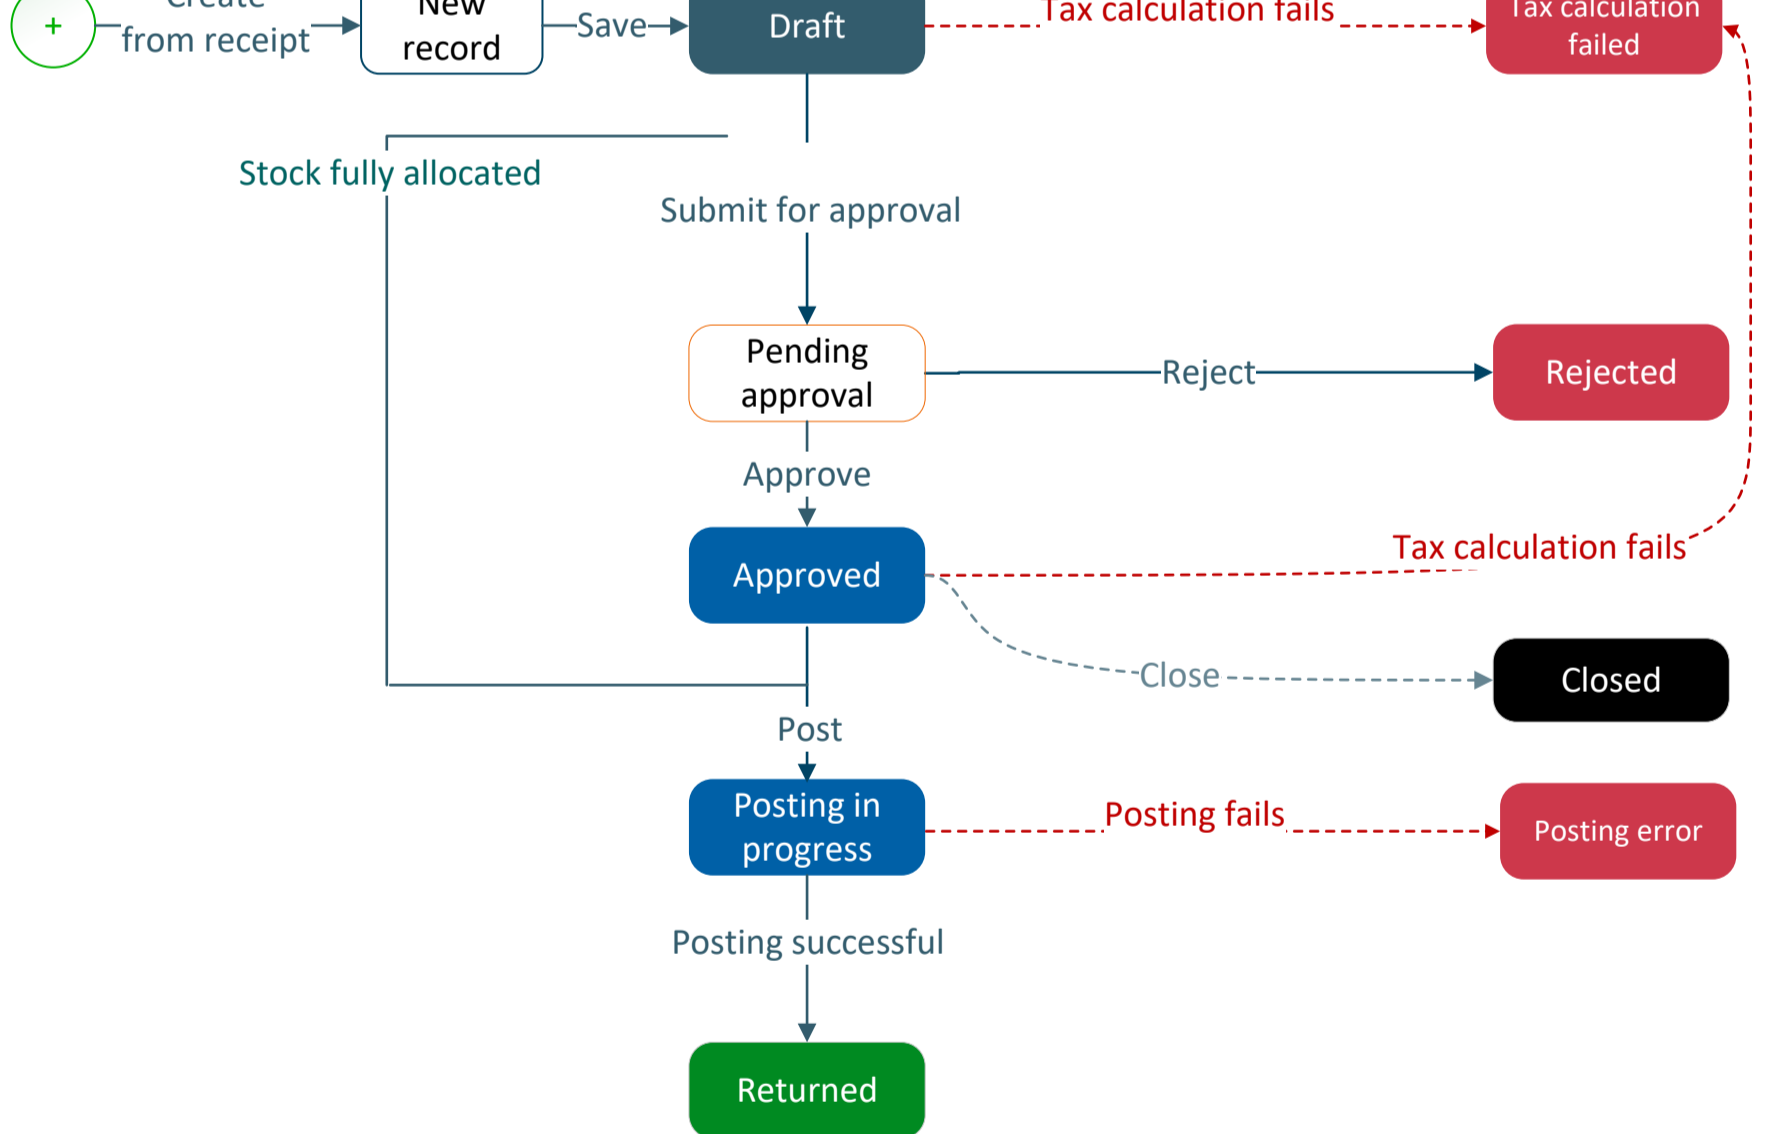 +
Create
from receipt
New
record
Save
Draft
Tax calculation fails
Tax calculation
failed
Stock fully allocated
Submit for approval
Pending
approval
Reject
Rejected
Approve
Tax calculation fails
Approved
Close
Closed
Post
Posting in
progress
Posting fails
Posting error
Posting successful
Returned